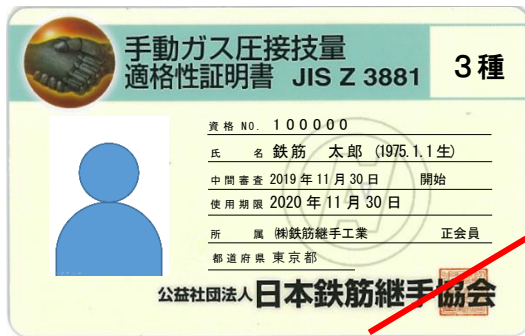 手動ガス圧接技量
適格性証明書 JIS Z 3881 3種
資格 NO. 100000
氏 名 鉄筋 太郎 (1975.1.1生)
中間審査 2019年11月30日 開始
使用期限 2020年11月30日
所 属 ㈱鉄筋継手工業 正会員
都道府県 東京都
公益社団法人 日本鉄筋継手協会